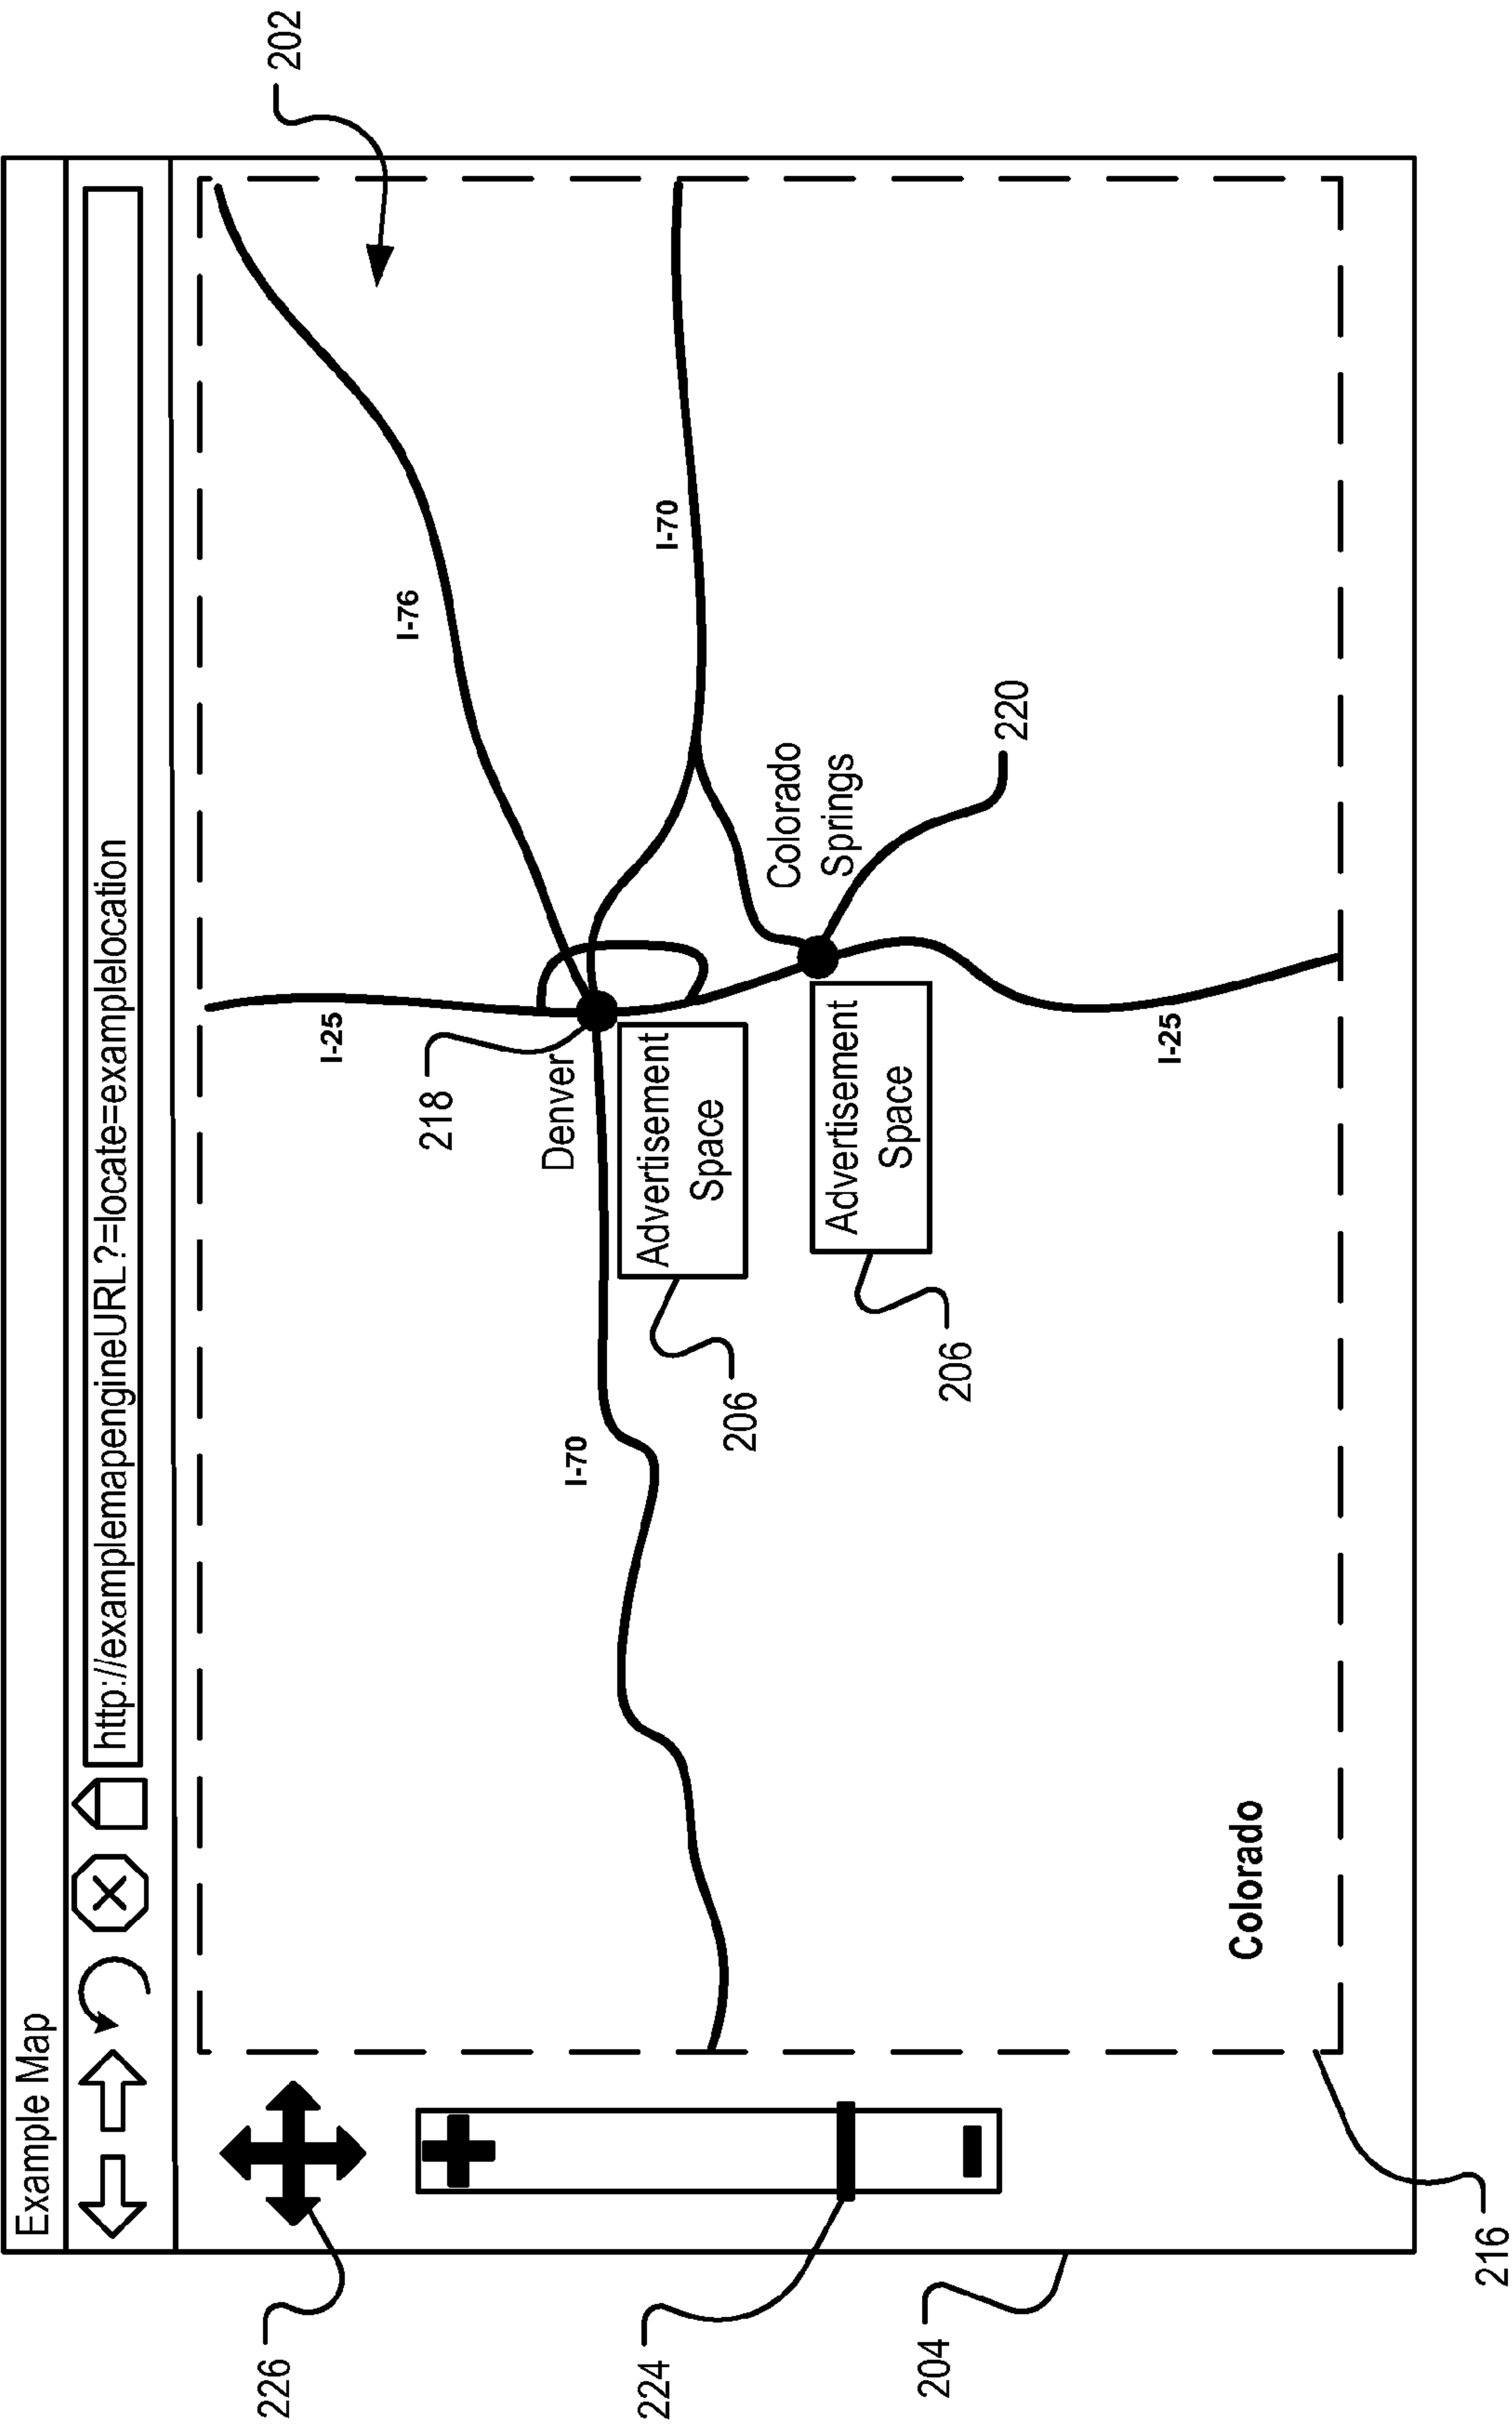 Example Map
http://examplemapengineURL?=locate=examplelocation
202
226
I-25
I-76
218
Denver
I-70
I-70
Advertisement
Space
206
Colorado
Springs
224
Advertisement
Space
206
220
204
I-25
Colorado
216